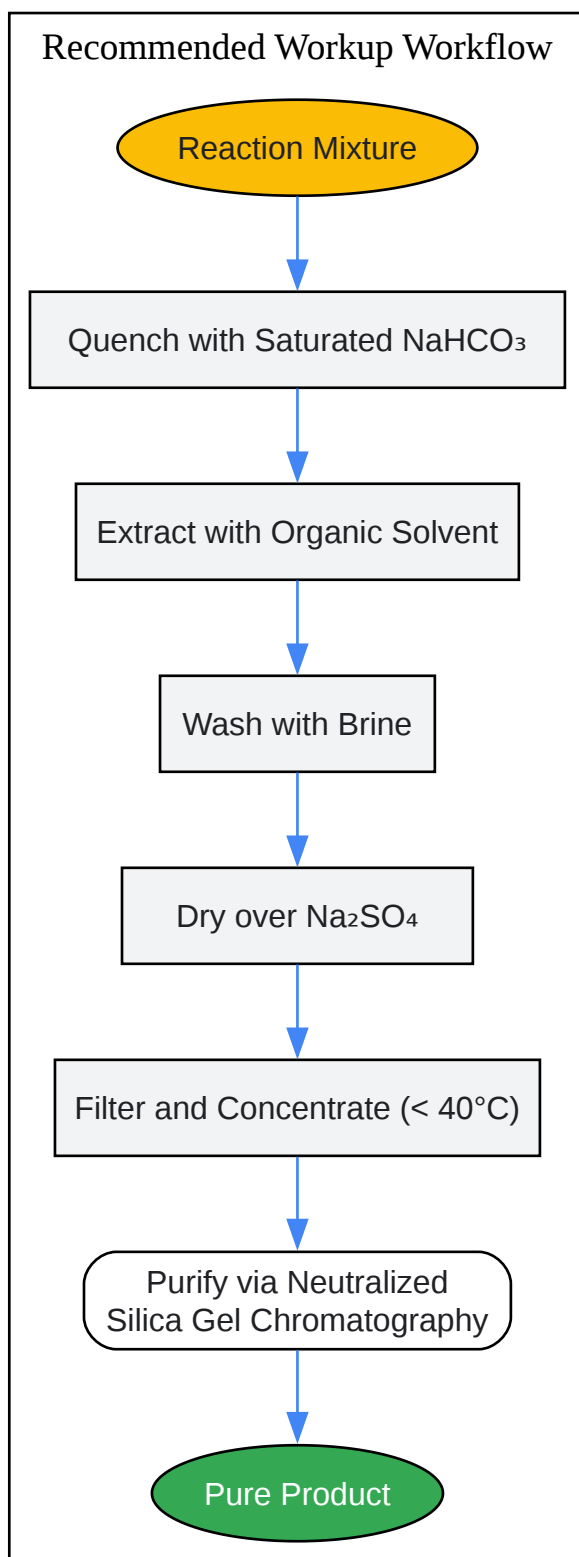 Recommended Workup Workflow
Reaction Mixture
Quench with Saturated NaHCO₃
Extract with Organic Solvent
Wash with Brine
Dry over Na₂SO₄
Filter and Concentrate (< 40°C)
Purify via Neutralized
Silica Gel Chromatography
Pure Product